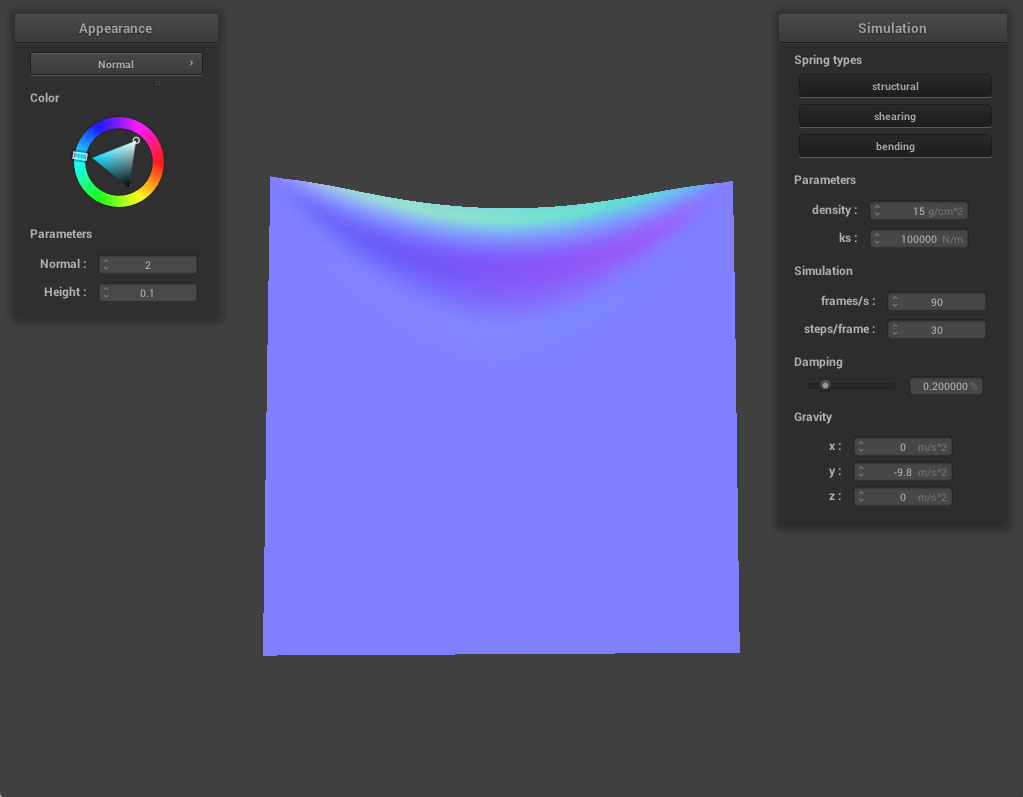 Appearance
Normal
Color
Parameters
Normal : 2
Height : 0.1
Simulation
Spring types
structural
shearing
bending
Parameters
density : 15 g/cm^2
ks : 100000 N/m
Simulation
frames/s : 90
steps/frame : 30
Damping
0.200000 %
Gravity
x : 0 m/s^2
y : -9.8 m/s^2
z : 0 m/s^2